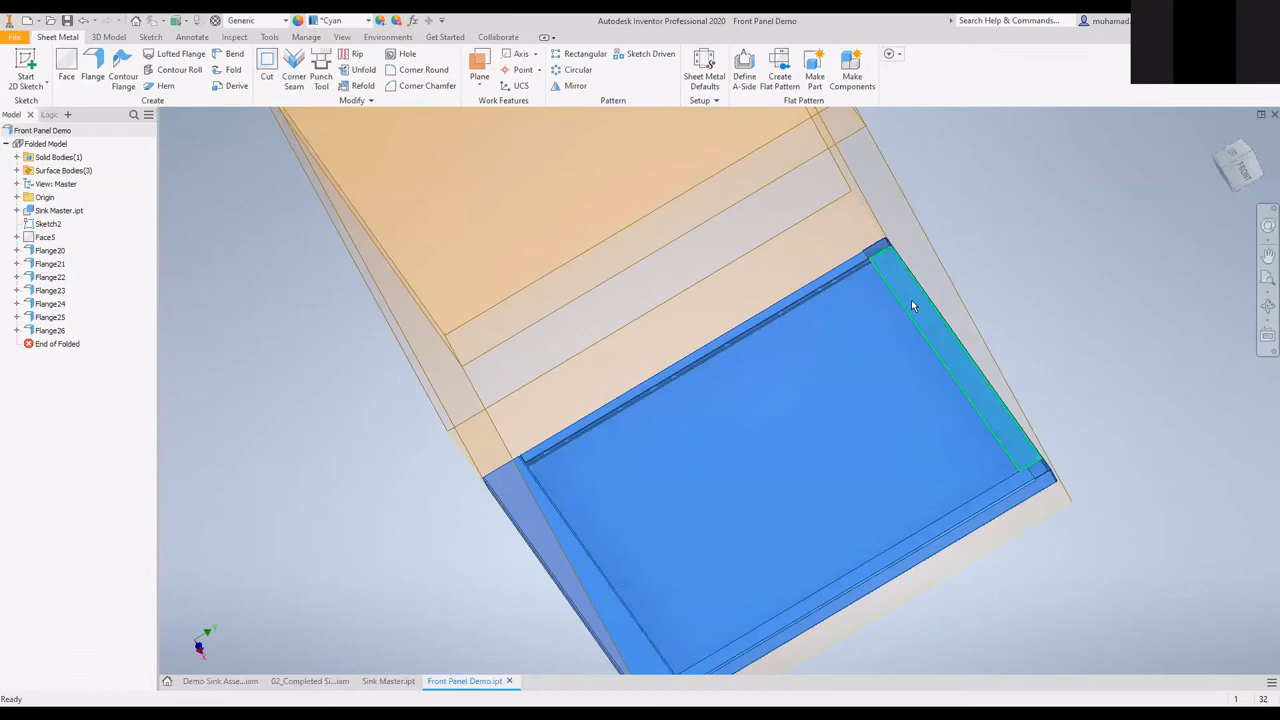 Generic
*Cyan
Autodesk Inventor Professional 2020 Front Panel Demo
Search Help & Commands...
muhamad.
File
Sheet Metal
3D Model
Sketch
Annotate
Inspect
Tools
Manage
View
Environments
Get Started
Collaborate
Start
2D Sketch
Sketch
Face
Flange
Contour
Flange
Lofted Flange
Contour Roll
Hem
Bend
Fold
Derive
Create
Cut
Corner
Seam
Punch
Tool
Rip
Unfold
Refold
Hole
Corner Round
Corner Chamfer
Modify
Plane
Axis
Point
UCS
Work Features
Rectangular
Circular
Mirror
Sketch Driven
Pattern
Sheet Metal
Defaults
Setup
Define
A-Side
Create
Flat Pattern
Make
Part
Make
Components
Flat Pattern
Model
iLogic
Front Panel Demo
Folded Model
Solid Bodies(1)
Surface Bodies(3)
View: Master
Origin
Sink Master.ipt
Sketch2
Face5
Flange20
Flange21
Flange22
Flange23
Flange24
Flange25
Flange26
End of Folded
FRONT
Y
X
Demo Sink Asse...iam
02_Completed Si...iam
Sink Master.ipt
Front Panel Demo.ipt
Ready
1
32